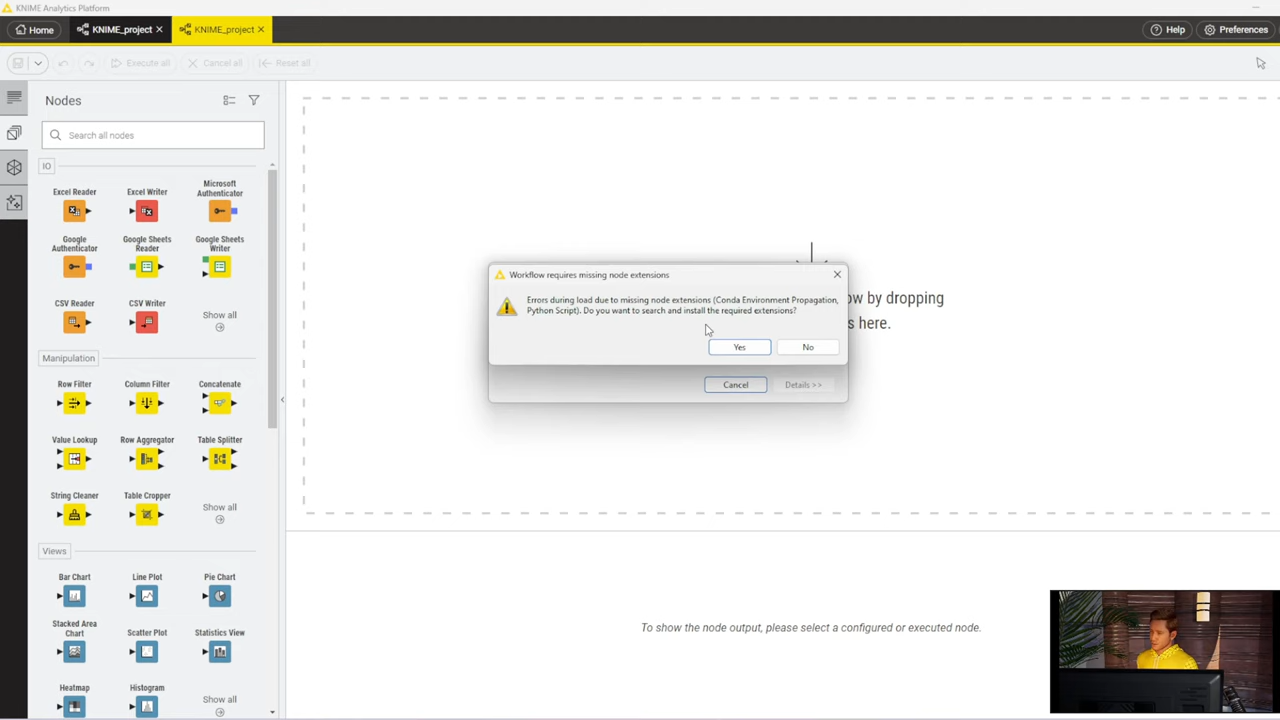 KNIME Analytics Platform
Home
KNIME_project
KNIME_project
Help
Preferences
Execute all
Cancel all
Reset all
Nodes
Search all nodes
IO
Excel Reader
Excel Writer
Microsoft
Authenticator
Google
Authenticator
Google Sheets
Reader
Google Sheets
Writer
CSV Reader
CSV Writer
Show all
Manipulation
Row Filter
Column Filter
Concatenate
Value Lookup
Row Aggregator
Table Splitter
String Cleaner
Table Cropper
Show all
Views
Bar Chart
Line Plot
Pie Chart
Stacked Area
Chart
Scatter Plot
Statistics View
Heatmap
Histogram
Show all
Workflow requires missing node extensions
Errors during load due to missing node extensions (Conda Environment Propagation,
Python Script). Do you want to search and install the required extensions?
Yes
No
Cancel
Details >>
ow by dropping
s here.
To show the node output, please select a configured or executed node.